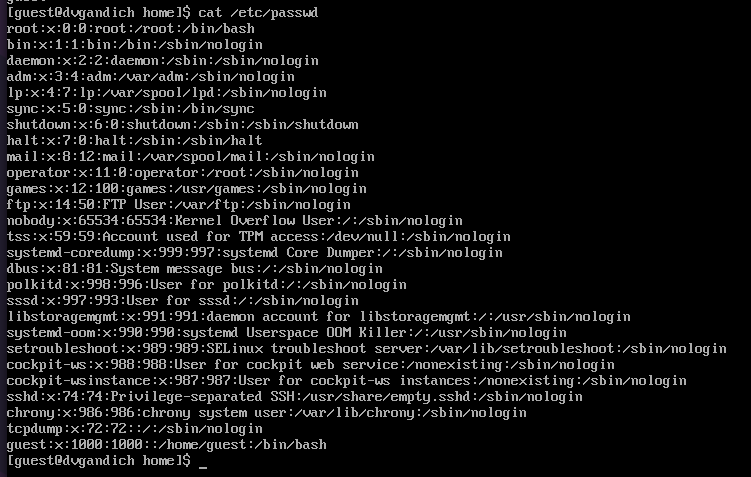 [guest@dvgandich home]$ cat /etc/passwd
root:x:0:0:root:/root:/bin/bash
bin:x:1:1:bin:/bin:/sbin/nologin
daemon:x:2:2:daemon:/sbin:/sbin/nologin
adm:x:3:4:adm:/var/adm:/sbin/nologin
lp:x:4:7:lp:/var/spool/lpd:/sbin/nologin
sync:x:5:0:sync:/sbin:/bin/sync
shutdown:x:6:0:shutdown:/sbin:/sbin/shutdown
halt:x:7:0:halt:/sbin:/sbin/halt
mail:x:8:12:mail:/var/spool/mail:/sbin/nologin
operator:x:11:0:operator:/root:/sbin/nologin
games:x:12:100:games:/usr/games:/sbin/nologin
ftp:x:14:50:FTP User:/var/ftp:/sbin/nologin
nobody:x:65534:65534:Kernel Overflow User:/:/sbin/nologin
tss:x:59:59:Account used for TPM access:/dev/null:/sbin/nologin
systemd-coredump:x:999:997:systemd Core Dumper:/:/sbin/nologin
dbus:x:81:81:System message bus:/:/sbin/nologin
polkitd:x:998:996:User for polkitd:/:/sbin/nologin
sssd:x:997:993:User for sssd:/:/sbin/nologin
libstoragemgmt:x:991:991:daemon account for libstoragemgmt:/:/usr/sbin/nologin
systemd-oom:x:990:990:systemd Userspace OOM Killer:/:/usr/sbin/nologin
setroubleshoot:x:989:989:SELinux troubleshoot server:/var/lib/setroubleshoot:/sbin/nologin
cockpit-ws:x:988:988:User for cockpit web service:/nonexisting:/sbin/nologin
cockpit-wsinstance:x:987:987:User for cockpit-ws instances:/nonexisting:/sbin/nologin
sshd:x:74:74:Privilege-separated SSH:/usr/share/empty.sshd:/sbin/nologin
chrony:x:986:986:chrony system user:/var/lib/chrony:/sbin/nologin
tcpdump:x:72:72::/:/sbin/nologin
guest:x:1000:1000::/home/guest:/bin/bash
[guest@dvgandich home]$ _